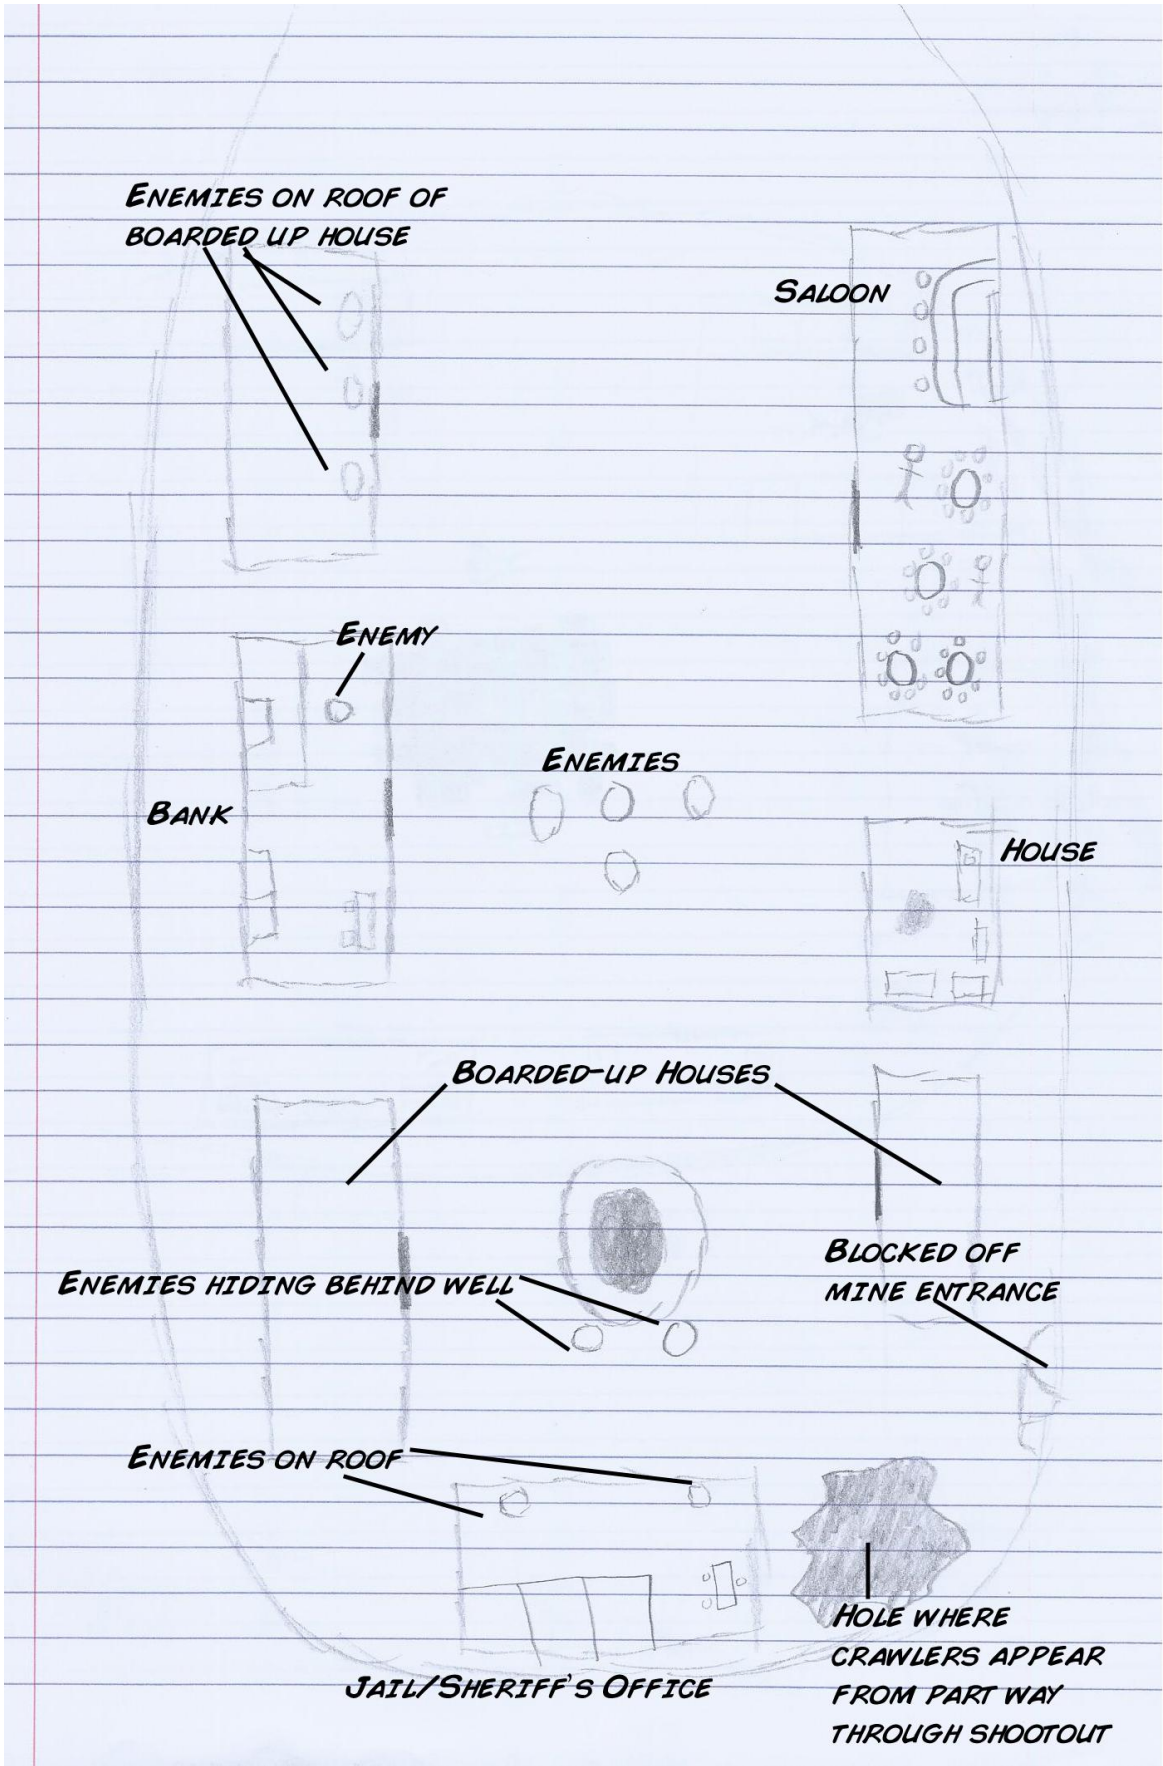 Enemies on roof of
boarded up house
Saloon
Enemy
Enemies
Bank
House
Boarded-up Houses
Blocked off
mine entrance
Enemies hiding behind well
Enemies on roof
Hole where
crawlers appear
from part way
through shootout
Jail/Sheriff's Office